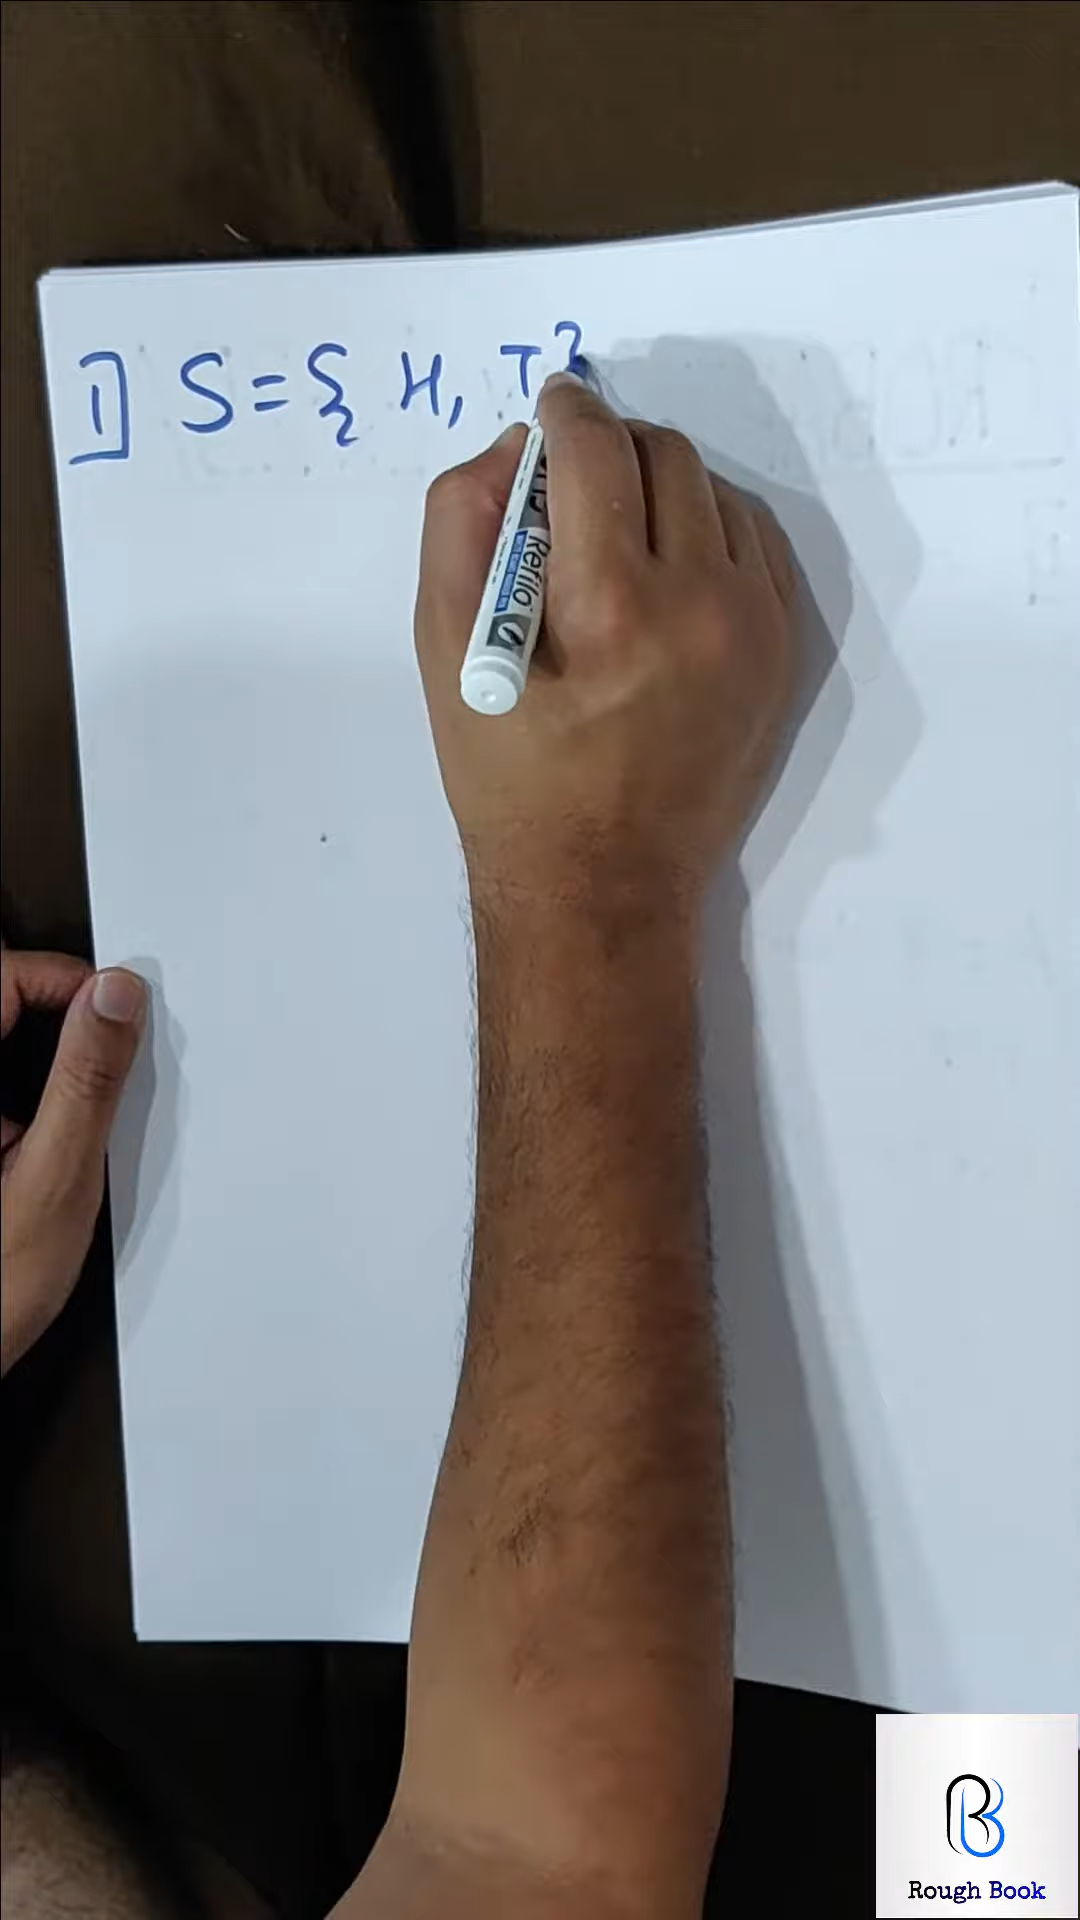 1] S = { H, T }
Refilo
Rough Book